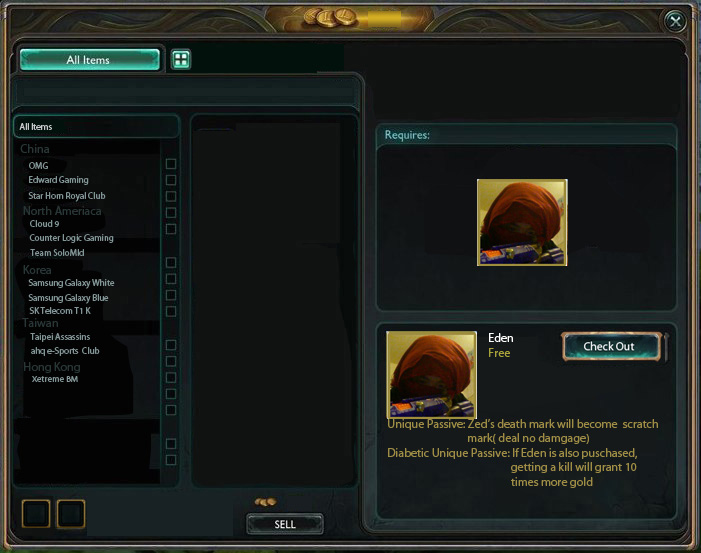 All Items
All Items
China
OMG
Edward Gaming
Star Horn Royal Club
North Ameriaca
Cloud 9
Counter Logic Gaming
Team SoloMId
Korea
Samsung Galaxy White
Samsung Galaxy Blue
SKTelecom T1 K
Taiwan
Taipei Assassins
ahq e-Sports Club
Hong Kong
Xetreme BM
SELL
Requires:
Eden
Free
Check Out
Unique Passive: Zed's death mark will become scratch
mark( deal no damgage)
Diabetic Unique Passive: If Eden is also puschased,
getting a kill will grant 10
times more gold